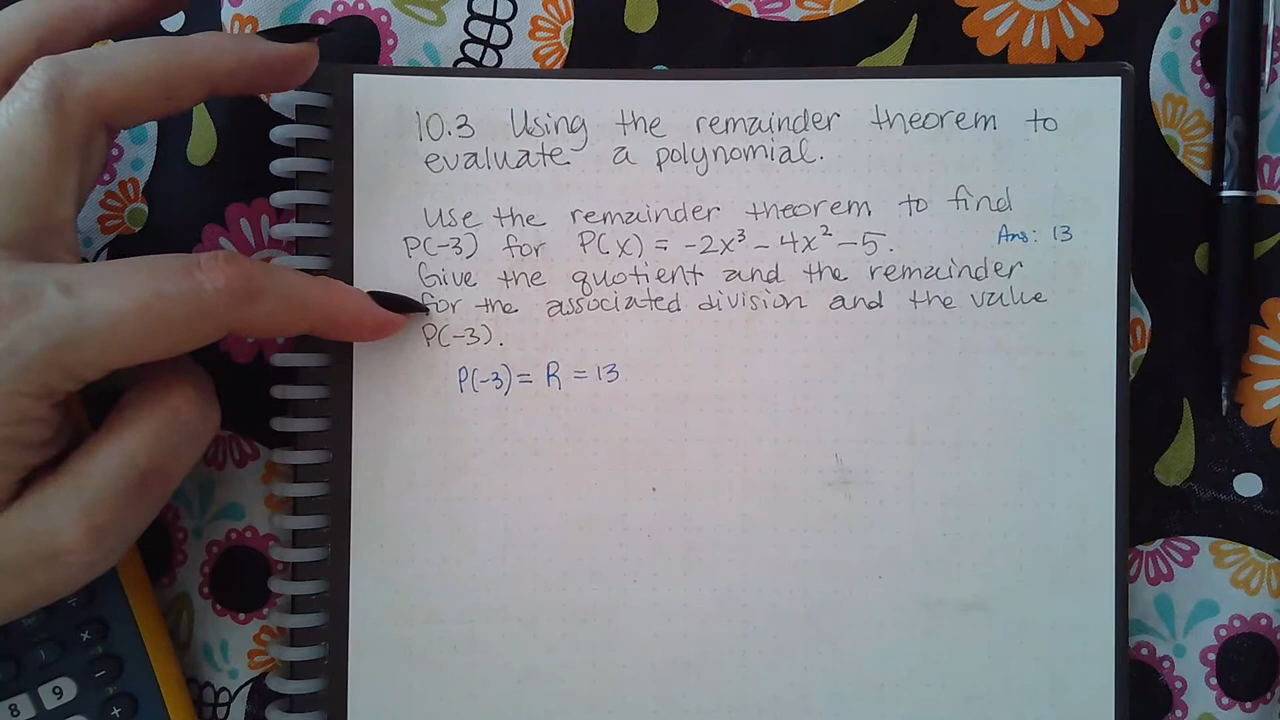 10.3 Using the remainder theorem to
evaluate a polynomial.
Use the remainder theorem to find
P(-3) for P(x) = -2x³ - 4x² - 5.
Ans: 13
Give the quotient and the remainder
for the associated division and the value
P(-3).
P(-3) = R = 13
8
9
×
-
+